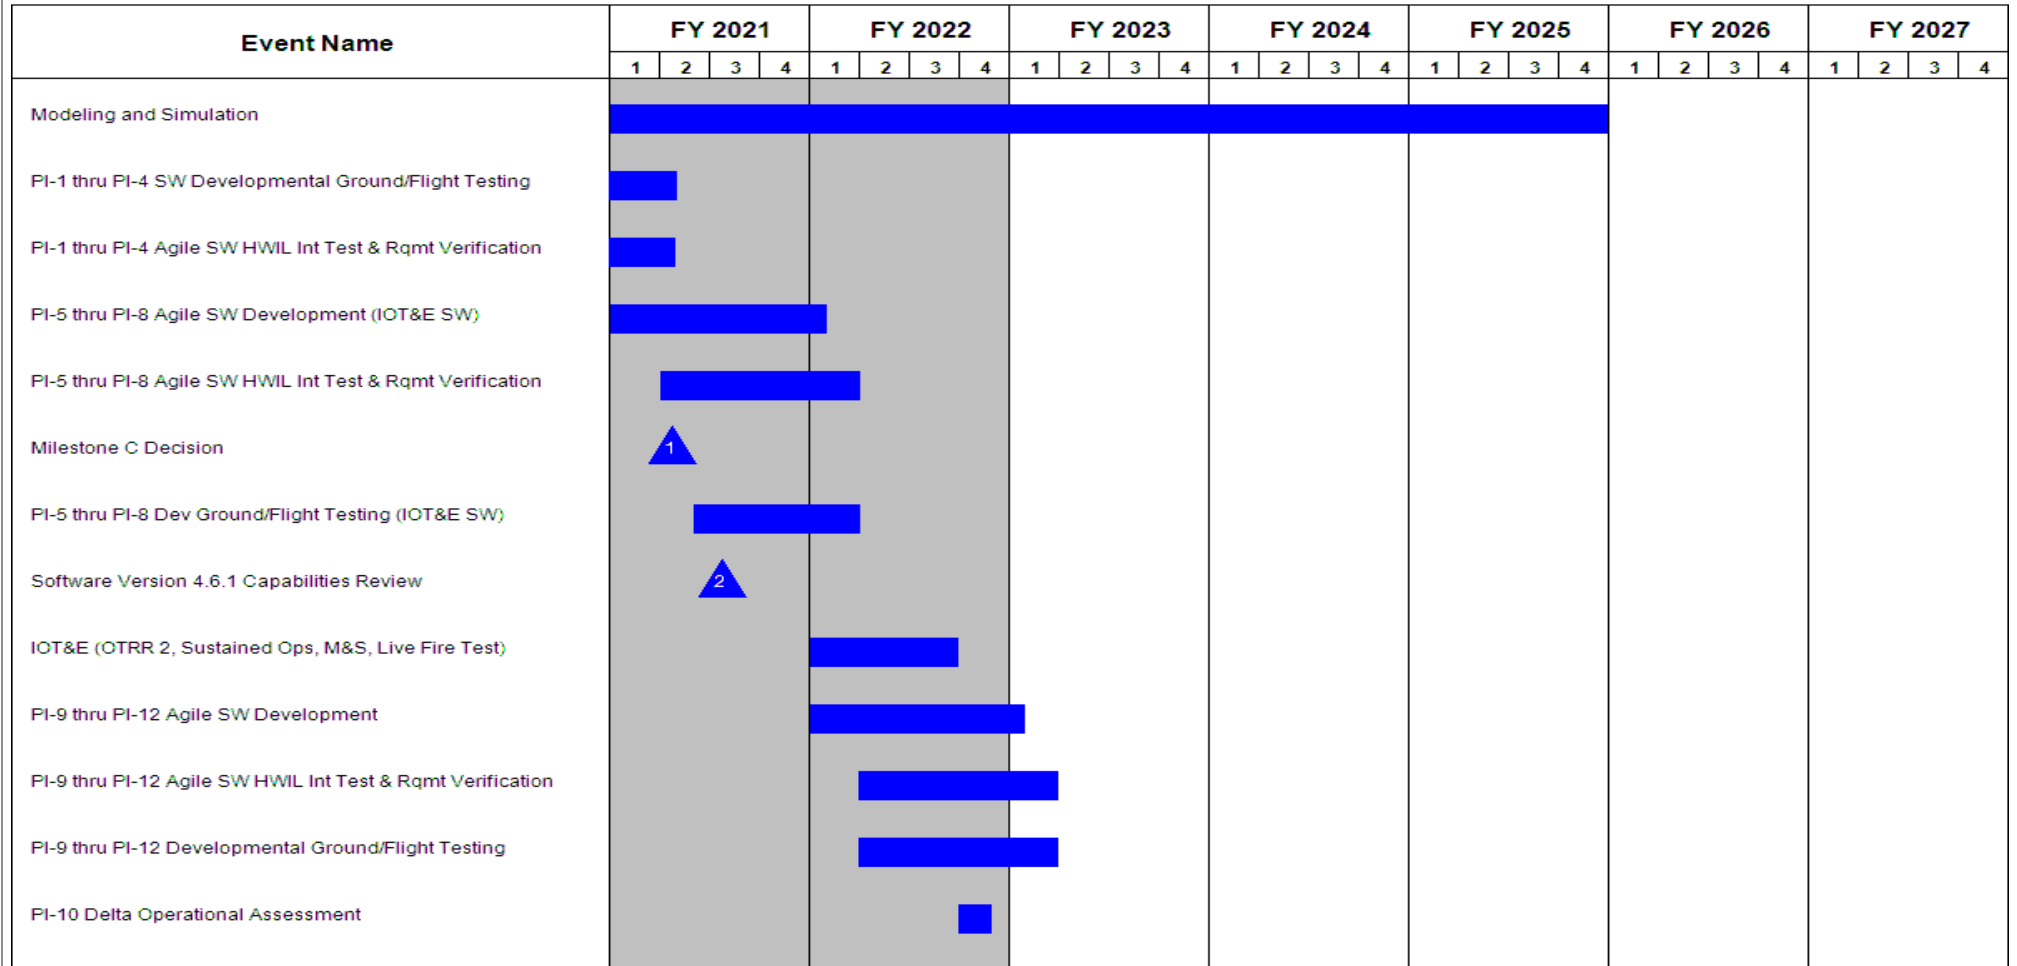 Event Name
FY 2021 FY 2022 FY 2023 FY 2024 FY 2025 FY 2026 FY 2027
1 2 3 4 1 2 3 4 1 2 3 4 1 2 3 4 1 2 3 4 1 2 3 4 1 2 3 4
Modeling and Simulation
PI-1 thru PI-4 SW Developmental Ground/Flight Testing
PI-1 thru PI-4 Agile SW HWIL Int Test & Rqmt Verification
PI-5 thru PI-8 Agile SW Development (IOT&E SW)
PI-5 thru PI-8 Agile SW HWIL Int Test & Rqmt Verification
Milestone C Decision
1
PI-5 thru PI-8 Dev Ground/Flight Testing (IOT&E SW)
Software Version 4.6.1 Capabilities Review
2
IOT&E (OTRR 2, Sustained Ops, M&S, Live Fire Test)
PI-9 thru PI-12 Agile SW Development
PI-9 thru PI-12 Agile SW HWIL Int Test & Rqmt Verification
PI-9 thru PI-12 Developmental Ground/Flight Testing
PI-10 Delta Operational Assessment